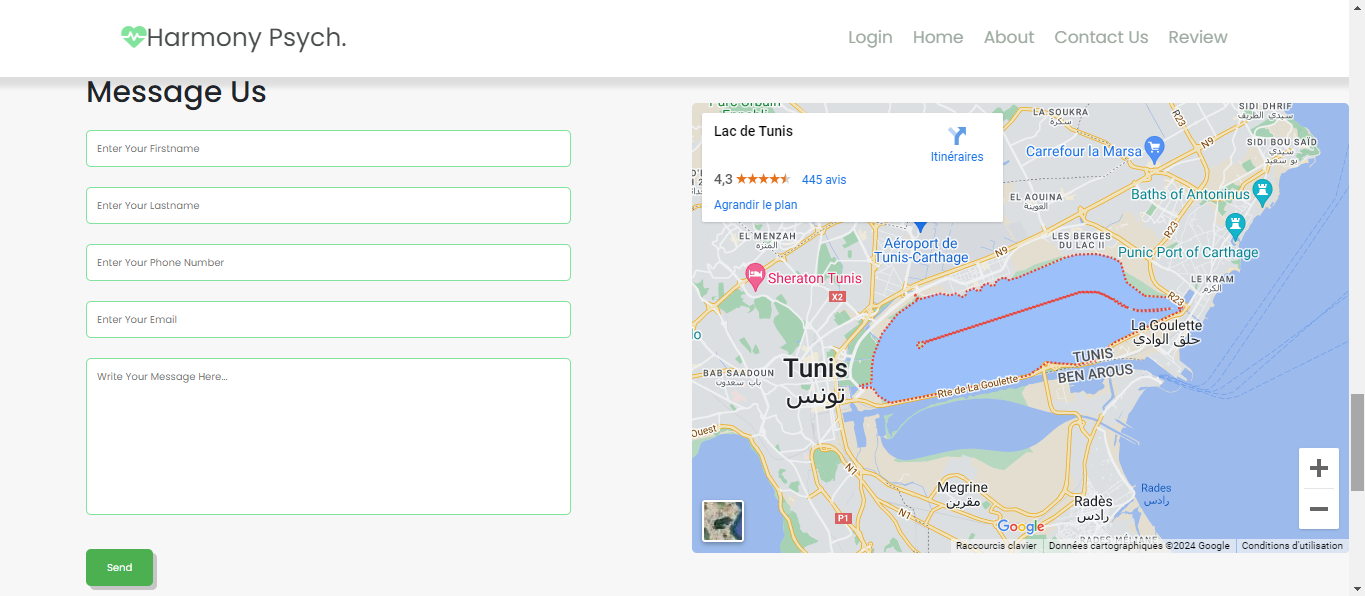 Harmony Psych.
Login Home About Contact Us Review
Message Us
Enter Your Firstname
Enter Your Lastname
Enter Your Phone Number
Enter Your Email
Write Your Message Here...
Send
Lac de Tunis
Itinéraires
4,3 445 avis
Agrandir le plan
LA SOUKRA
سكرة
SIDI DHRIF
سيدي الظريف
R23
N9
SIDI BOU SAÏD
سيدي
بو سعيد
Carrefour la Marsa
Baths of Antoninus
EL AOUINA
العوينة
R23
EL MENZAH
المنزه
Aéroport de
Tunis-Carthage
N9
LES BERGES
DU LAC II
Punic Port of Carthage
Sheraton Tunis
X2
LE KRAM
الكرم
R23
La Goulette
حلق الوادي
TUNIS
BEN AROUS
BAB SAADOUN
باب سعدون
Tunis
تونس
Rte de La Goulette
Ouest
N1
Megrine
مقرين
Rades
رادس
Radès
رادس
P1
N1
Google
RADES MELIANE
Raccourcis clavier
Données cartographiques ©2024 Google
Conditions d'utilisation